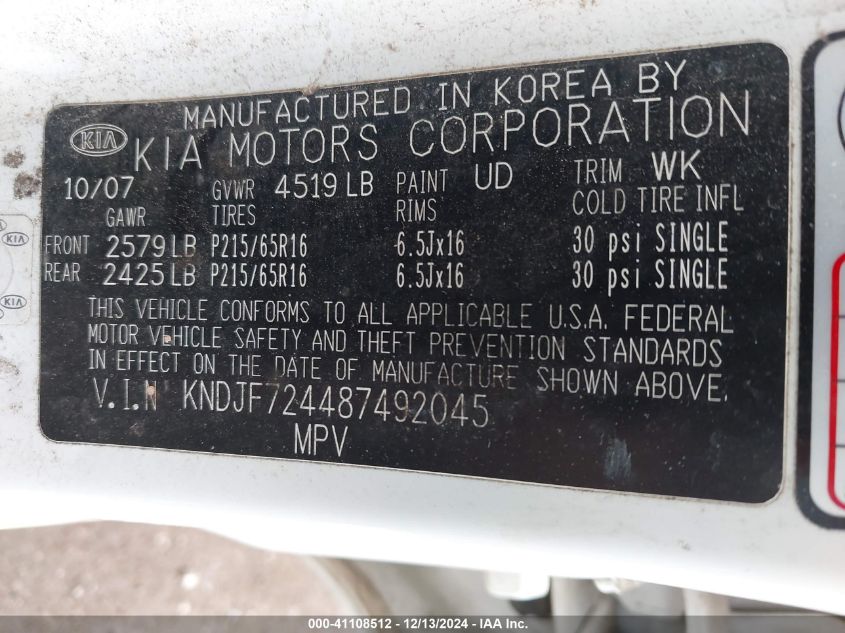 MANUFACTURED IN KOREA BY
KIA KIA MOTORS CORPORATION
10/07 GVWR 4519 LB PAINT UD TRIM WK
GAWR TIRES RIMS COLD TIRE INFL
FRONT 2579 LB P215/65R16 6.5Jx16 30 psi SINGLE
REAR 2425 LB P215/65R16 6.5Jx16 30 psi SINGLE
THIS VEHICLE CONFORMS TO ALL APPLICABLE U.S.A. FEDERAL
MOTOR VEHICLE SAFETY AND THEFT PREVENTION STANDARDS
IN EFFECT ON THE DATE OF MANUFACTURE SHOWN ABOVE.
V.I.N KNDJF724487492045
MPV
KIA
KIA
000-41108512 - 12/13/2024 - IAA Inc.